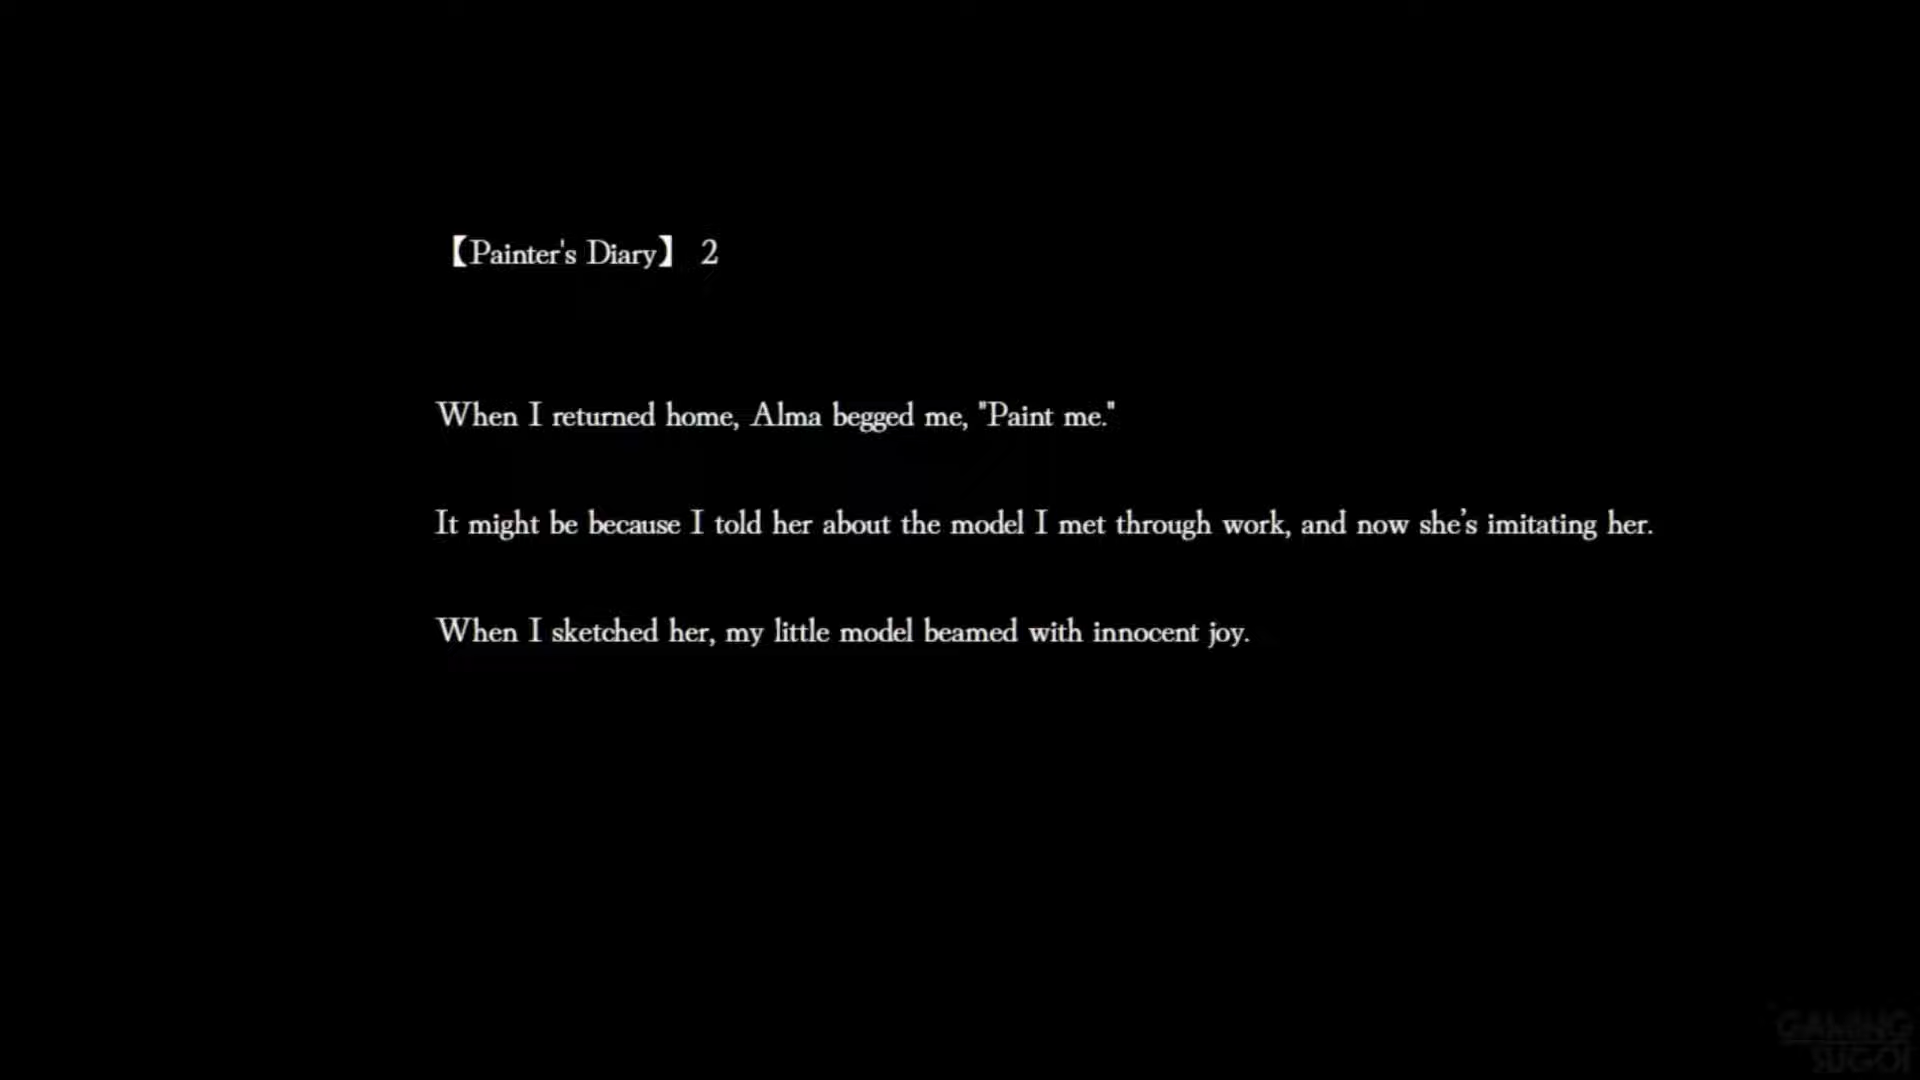 【Painter's Diary】 2
When I returned home, Alma begged me, "Paint me."
It might be because I told her about the model I met through work, and now she’s imitating her.
When I sketched her, my little model beamed with innocent joy.
GAMING
SUGOI